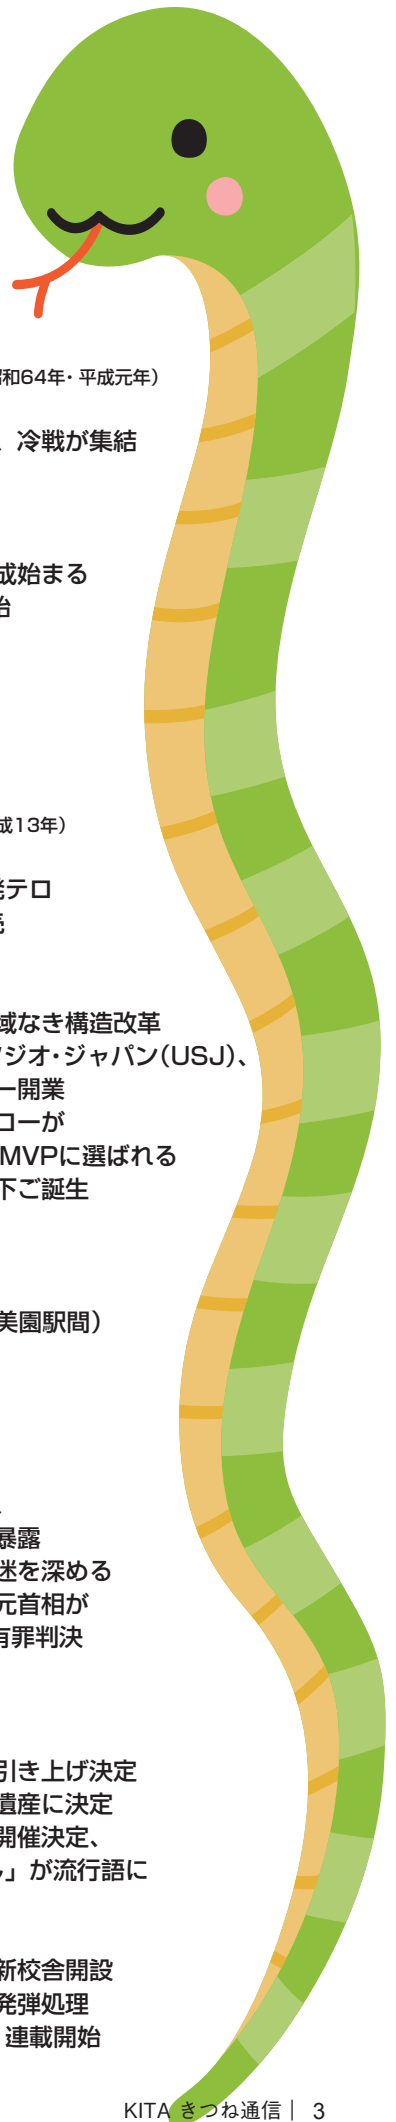 和64年・平成元年）
、冷戦が集結
成始まる
始
成13年）
発テロ
売
域なき構造改革
タジオ・ジャパン（USJ）、
ー開業
ローが
MVPに選ばれる
下ご誕生
美園駅間）
、
暴露
迷を深める
元首相が
有罪判決
引き上げ決定
遺産に決定
開催決定、
」が流行語に
新校舎開設
発弾処理
連載開始
KITA きつね通信｜ 3